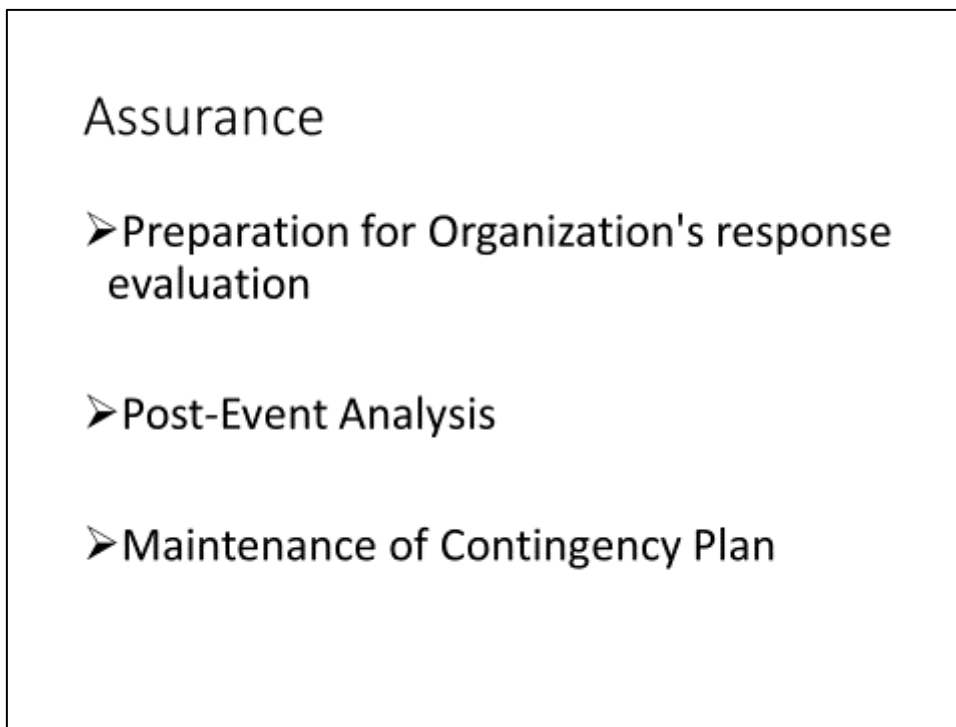 Assurance
➢Preparation for Organization's response
evaluation
➢Post-Event Analysis
➢Maintenance of Contingency Plan